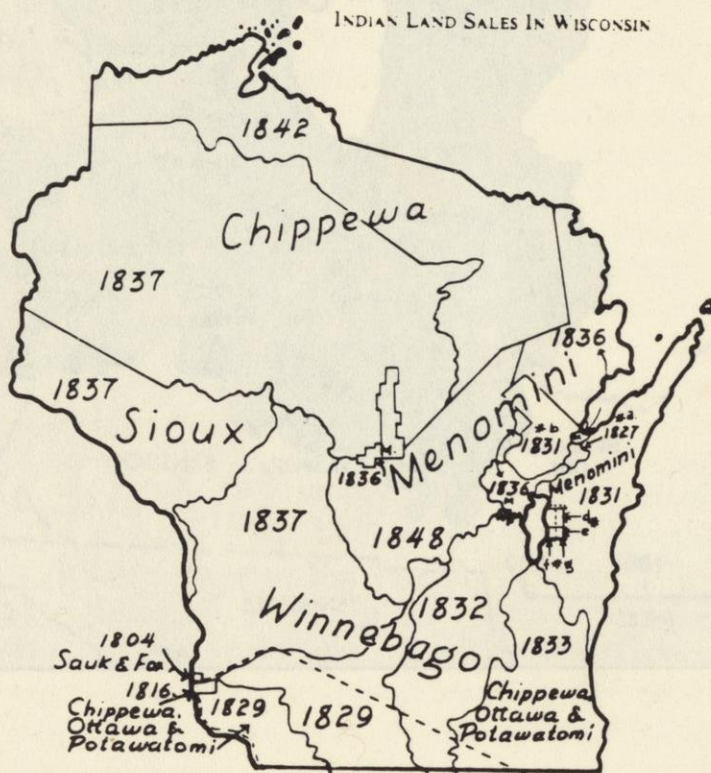 INDIAN LAND SALES IN WISCONSIN
1842
Chippewa
1837
1836
1837
Sioux
Menomini
*a
*b
1831
1827
1836
1836
Menomini
1831
1837
1848
d
e
f
g
Winnebago
1832
1833
1804
Sauk & Fox
1816
Chippewa,
Ottawa &
Potawatomi
1829
1829
Chippewa
Ottawa &
Potawatomi